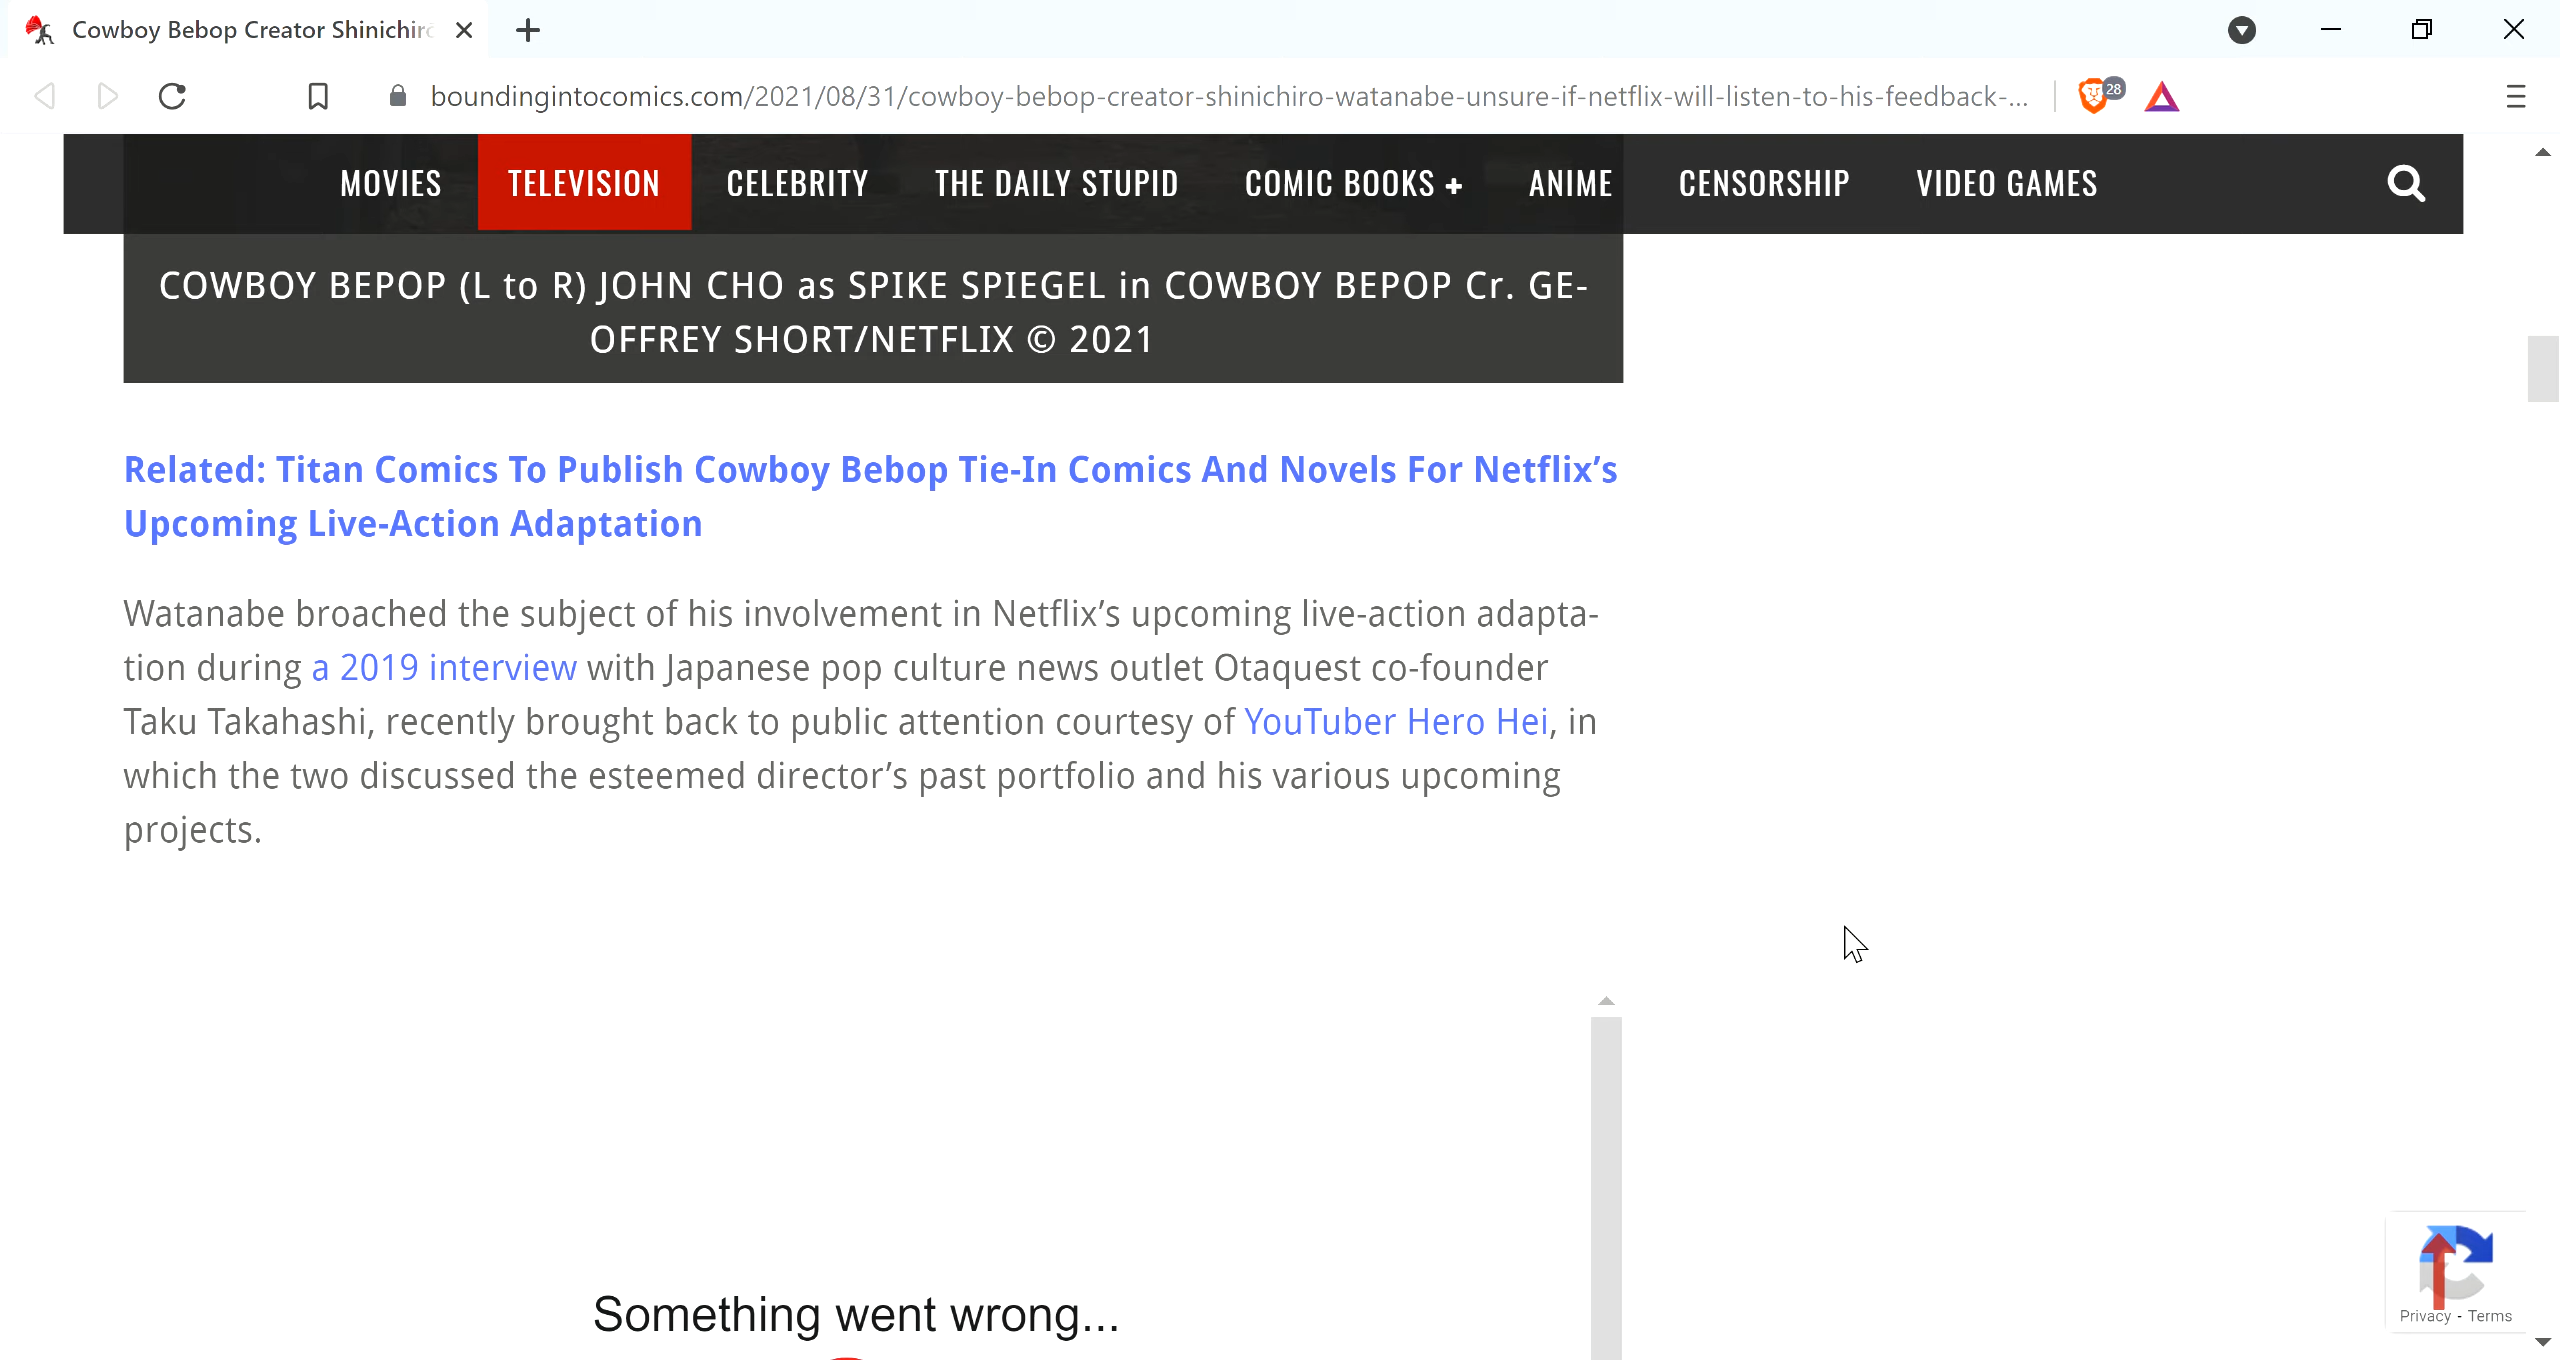 Cowboy Bebop Creator Shinichiro
boundingintocomics.com/2021/08/31/cowboy-bebop-creator-shinichiro-watanabe-unsure-if-netflix-will-listen-to-his-feedback-...
28
MOVIES TELEVISION CELEBRITY THE DAILY STUPID COMIC BOOKS + ANIME CENSORSHIP VIDEO GAMES
COWBOY BEPOP (L to R) JOHN CHO as SPIKE SPIEGEL in COWBOY BEPOP Cr. GE-
OFFREY SHORT/NETFLIX © 2021
Related: Titan Comics To Publish Cowboy Bebop Tie-In Comics And Novels For Netflix’s
Upcoming Live-Action Adaptation
Watanabe broached the subject of his involvement in Netflix’s upcoming live-action adapta-
tion during a 2019 interview with Japanese pop culture news outlet Otaquest co-founder
Taku Takahashi, recently brought back to public attention courtesy of YouTuber Hero Hei, in
which the two discussed the esteemed director’s past portfolio and his various upcoming
projects.
Something went wrong...
Privacy - Terms